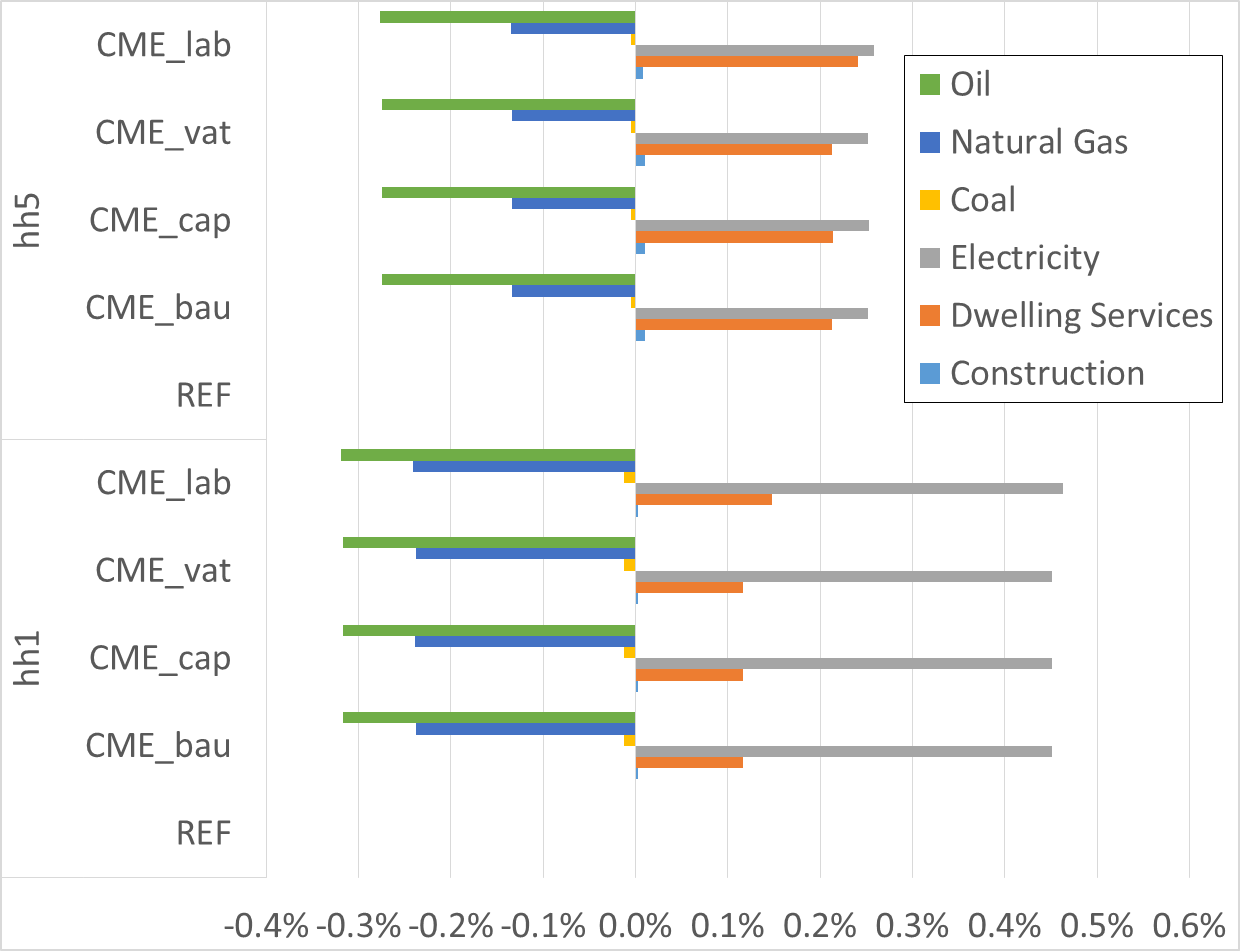 hh5
CME_lab
CME_vat
CME_cap
CME_bau
REF
hh1
CME_lab
CME_vat
CME_cap
CME_bau
REF
Oil
Natural Gas
Coal
Electricity
Dwelling Services
Construction
-0.4% -0.3% -0.2% -0.1% 0.0% 0.1% 0.2% 0.3% 0.4% 0.5% 0.6%